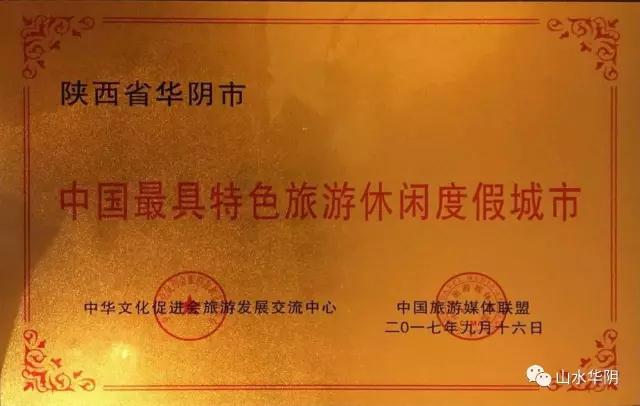 陕西省华阴市
中国最具特色旅游休闲度假城市
中华文化促进会旅游发展交流中心
中国旅游媒体联盟
二〇一七年九月十六日
山水华阴